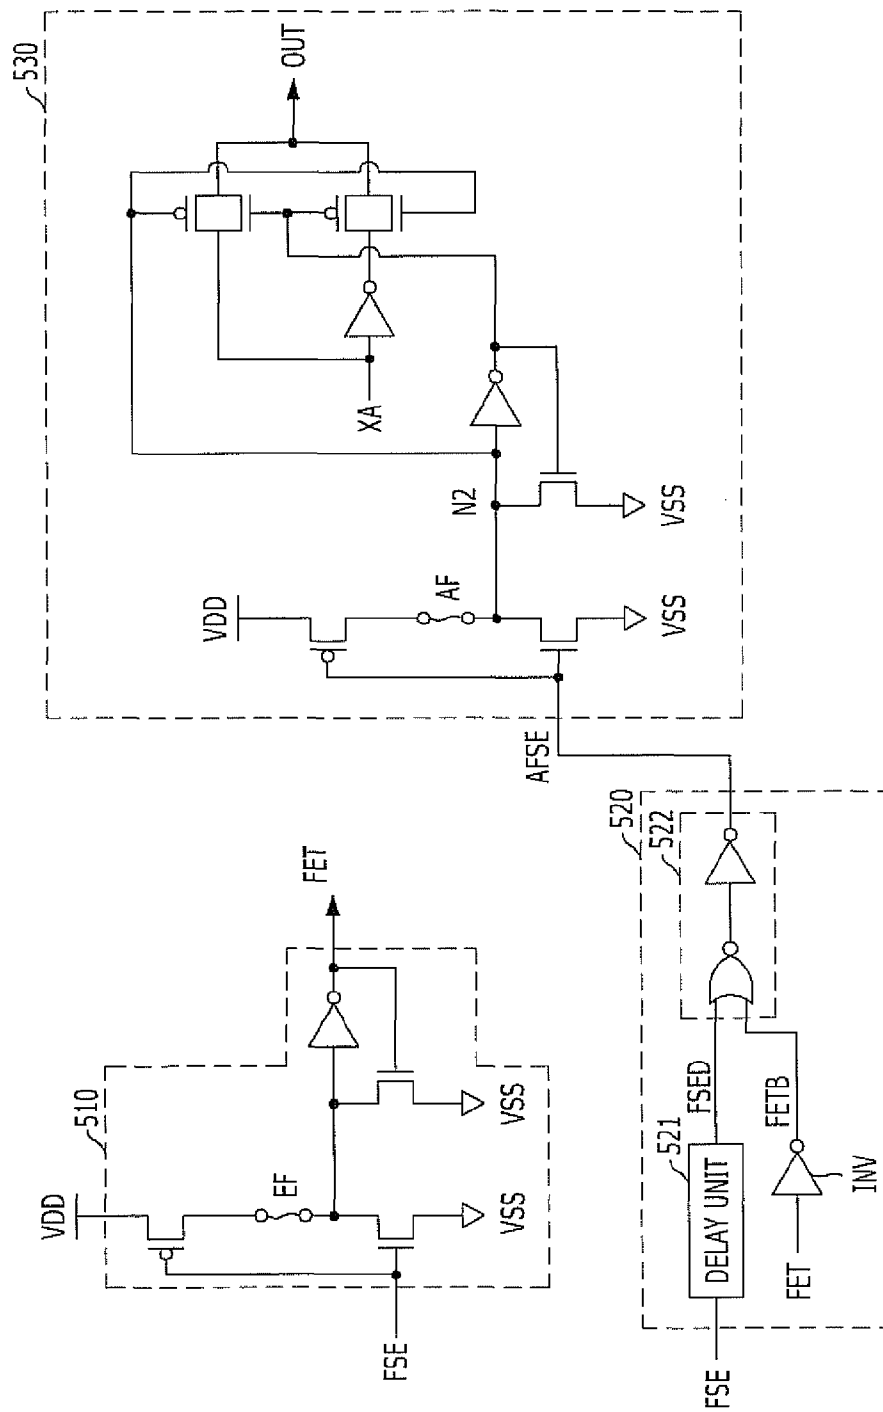 510
VDD
EF
FSE
VSS
VSS
FET
520
521
DELAY UNIT
FSE
FSED
522
FET
INV
FETB
AFSE
530
VDD
AF
VSS
N2
VSS
XA
OUT